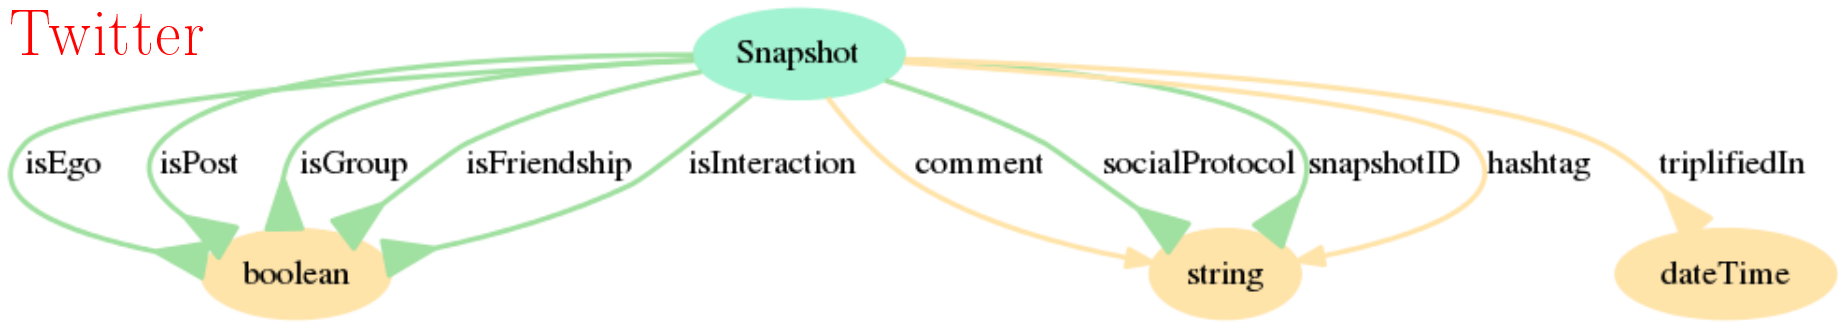 Twitter
Snapshot
isEgo isPost isGroup isFriendship isInteraction comment socialProtocol snapshotID hashtag triplifiedIn
boolean string dateTime